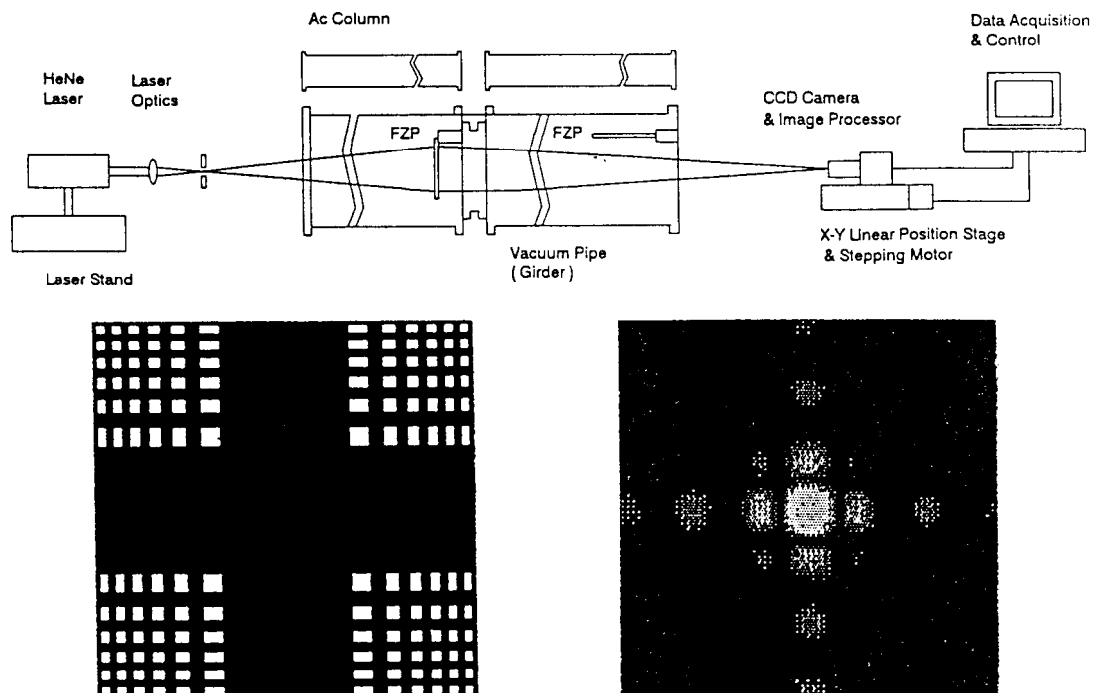 Ac Column
Data Acquisition
& Control
HeNe
Laser
Laser
Optics
CCD Camera
& Image Processor
FZP
FZP
X-Y Linear Position Stage
& Stepping Motor
Vacuum Pipe
( Girder )
Laser Stand